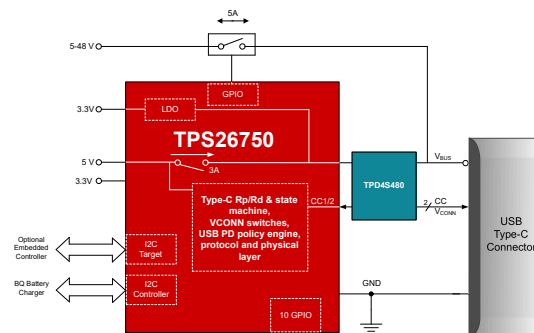 5A
5-48 V
GPIO
3.3V
LDO
TPS26750
5 V
3A
3.3V
TPD4S480
VBUS
Type-C Rp/Rd & state
machine,
VCONN switches,
USB PD policy engine,
protocol and physical
layer
CC1/2
2
CC
VCONN
USB
Type-C
Connector
Optional
Embedded
Controller
I2C
Target
BQ Battery
Charger
I2C
Controller
GND
10 GPIO